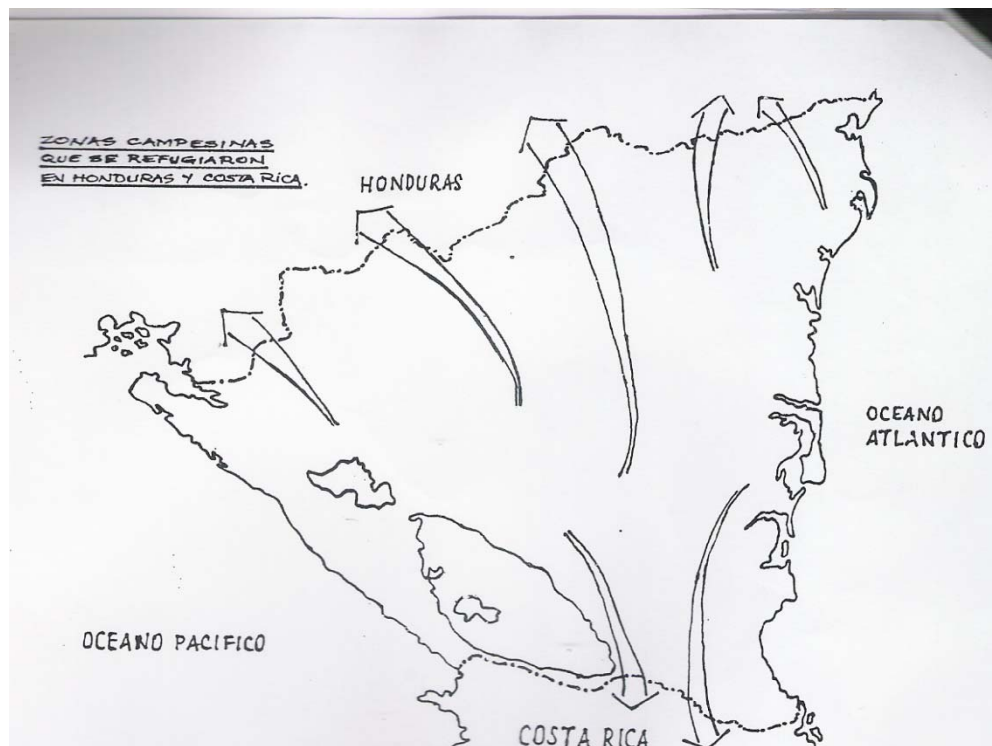 ZONAS CAMPESINAS
QUE SE REFUGIARON
EN HONDURAS Y COSTA RICA.
HONDURAS
OCEANO
ATLANTICO
OCEANO PACIFICO
COSTA RICA